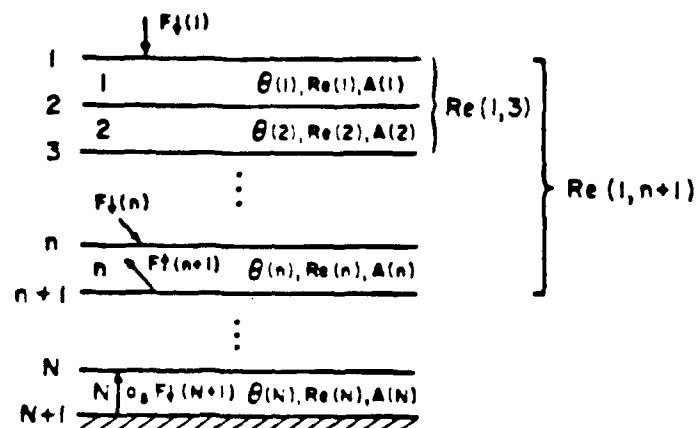 F↓(1)
1
1 θ(1), Re(1), A(1)
2
2 θ(2), Re(2), A(2)
3
Re(1,3)
Re(1,n+1)
⋮
F↓(n)
n
n F↑(n+1) θ(n), Re(n), A(n)
n+1
⋮
N
N aₛ F↓(N+1) θ(N), Re(N), A(N)
N+1